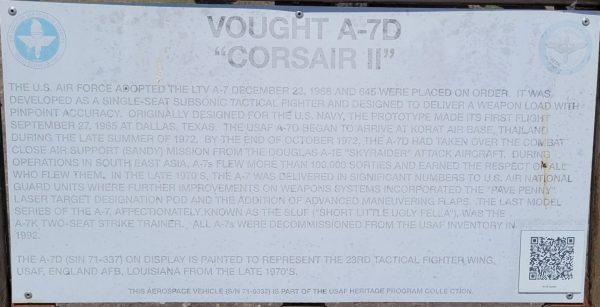 VOUGHT A-7D
"CORSAIR II"
THE U.S. AIR FORCE ADOPTED THE LTV A-7 DECEMBER 23, 1966 AND 645 WERE PLACED ON ORDER. IT WAS
DEVELOPED AS A SINGLE-SEAT SUBSONIC TACTICAL FIGHTER AND DESIGNED TO DELIVER A WEAPON LOAD WITH
PINPOINT ACCURACY. ORIGINALLY DESIGNED FOR THE U.S. NAVY, THE PROTOTYPE MADE ITS FIRST FLIGHT
SEPTEMBER 27, 1965 AT DALLAS, TEXAS. THE USAF A-7D BEGAN TO ARRIVE AT KORAT AIR BASE, THAILAND
DURING THE LATE SUMMER OF 1972. BY THE END OF OCTOBER 1972, THE A-7D HAD TAKEN OVER THE COMBAT
CLOSE AIR SUPPORT (SANDY) MISSION FROM THE DOUGLAS A-1E "SKYRAIDER" ATTACK AIRCRAFT. DURING
OPERATIONS IN SOUTH EAST ASIA, A-7s FLEW MORE THAN 100,000 SORTIES AND EARNED THE RESPECT OF ALL
WHO FLEW THEM. IN THE LATE 1970'S, THE A-7 WAS DELIVERED IN SIGNIFICANT NUMBERS TO U.S. AIR NATIONAL
GUARD UNITS WHERE FURTHER IMPROVEMENTS ON WEAPONS SYSTEMS INCORPORATED THE "PAVE PENNY"
LASER TARGET DESIGNATION POD AND THE ADDITION OF ADVANCED MANEUVERING FLAPS. THE LAST MODEL
SERIES OF THE A-7, AFFECTIONATELY KNOWN AS THE SLUF ("SHORT LITTLE UGLY FELLA"), WAS THE
A-7K TWO-SEAT STRIKE TRAINER. ALL A-7s WERE DECOMMISSIONED FROM THE USAF INVENTORY IN
1992.
THE A-7D (S/N 71-337) ON DISPLAY IS PAINTED TO REPRESENT THE 23RD TACTICAL FIGHTER WING,
USAF, ENGLAND AFB, LOUISIANA FROM THE LATE 1970'S.
THIS AEROSPACE VEHICLE (S/N 71-0337) IS PART OF THE USAF HERITAGE PROGRAM COLLECTION.